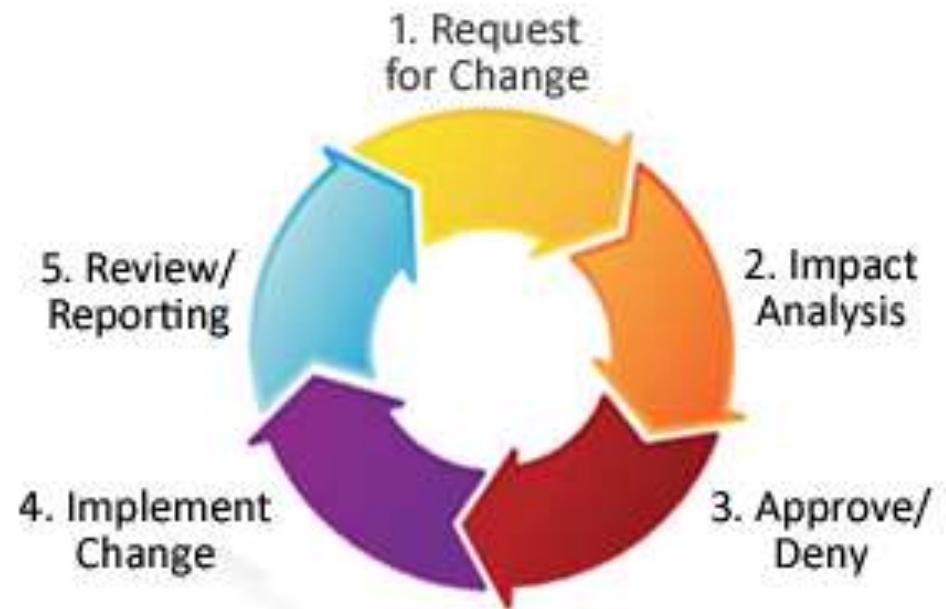 1. Request
for Change
2. Impact
Analysis
3. Approve/
Deny
4. Implement
Change
5. Review/
Reporting